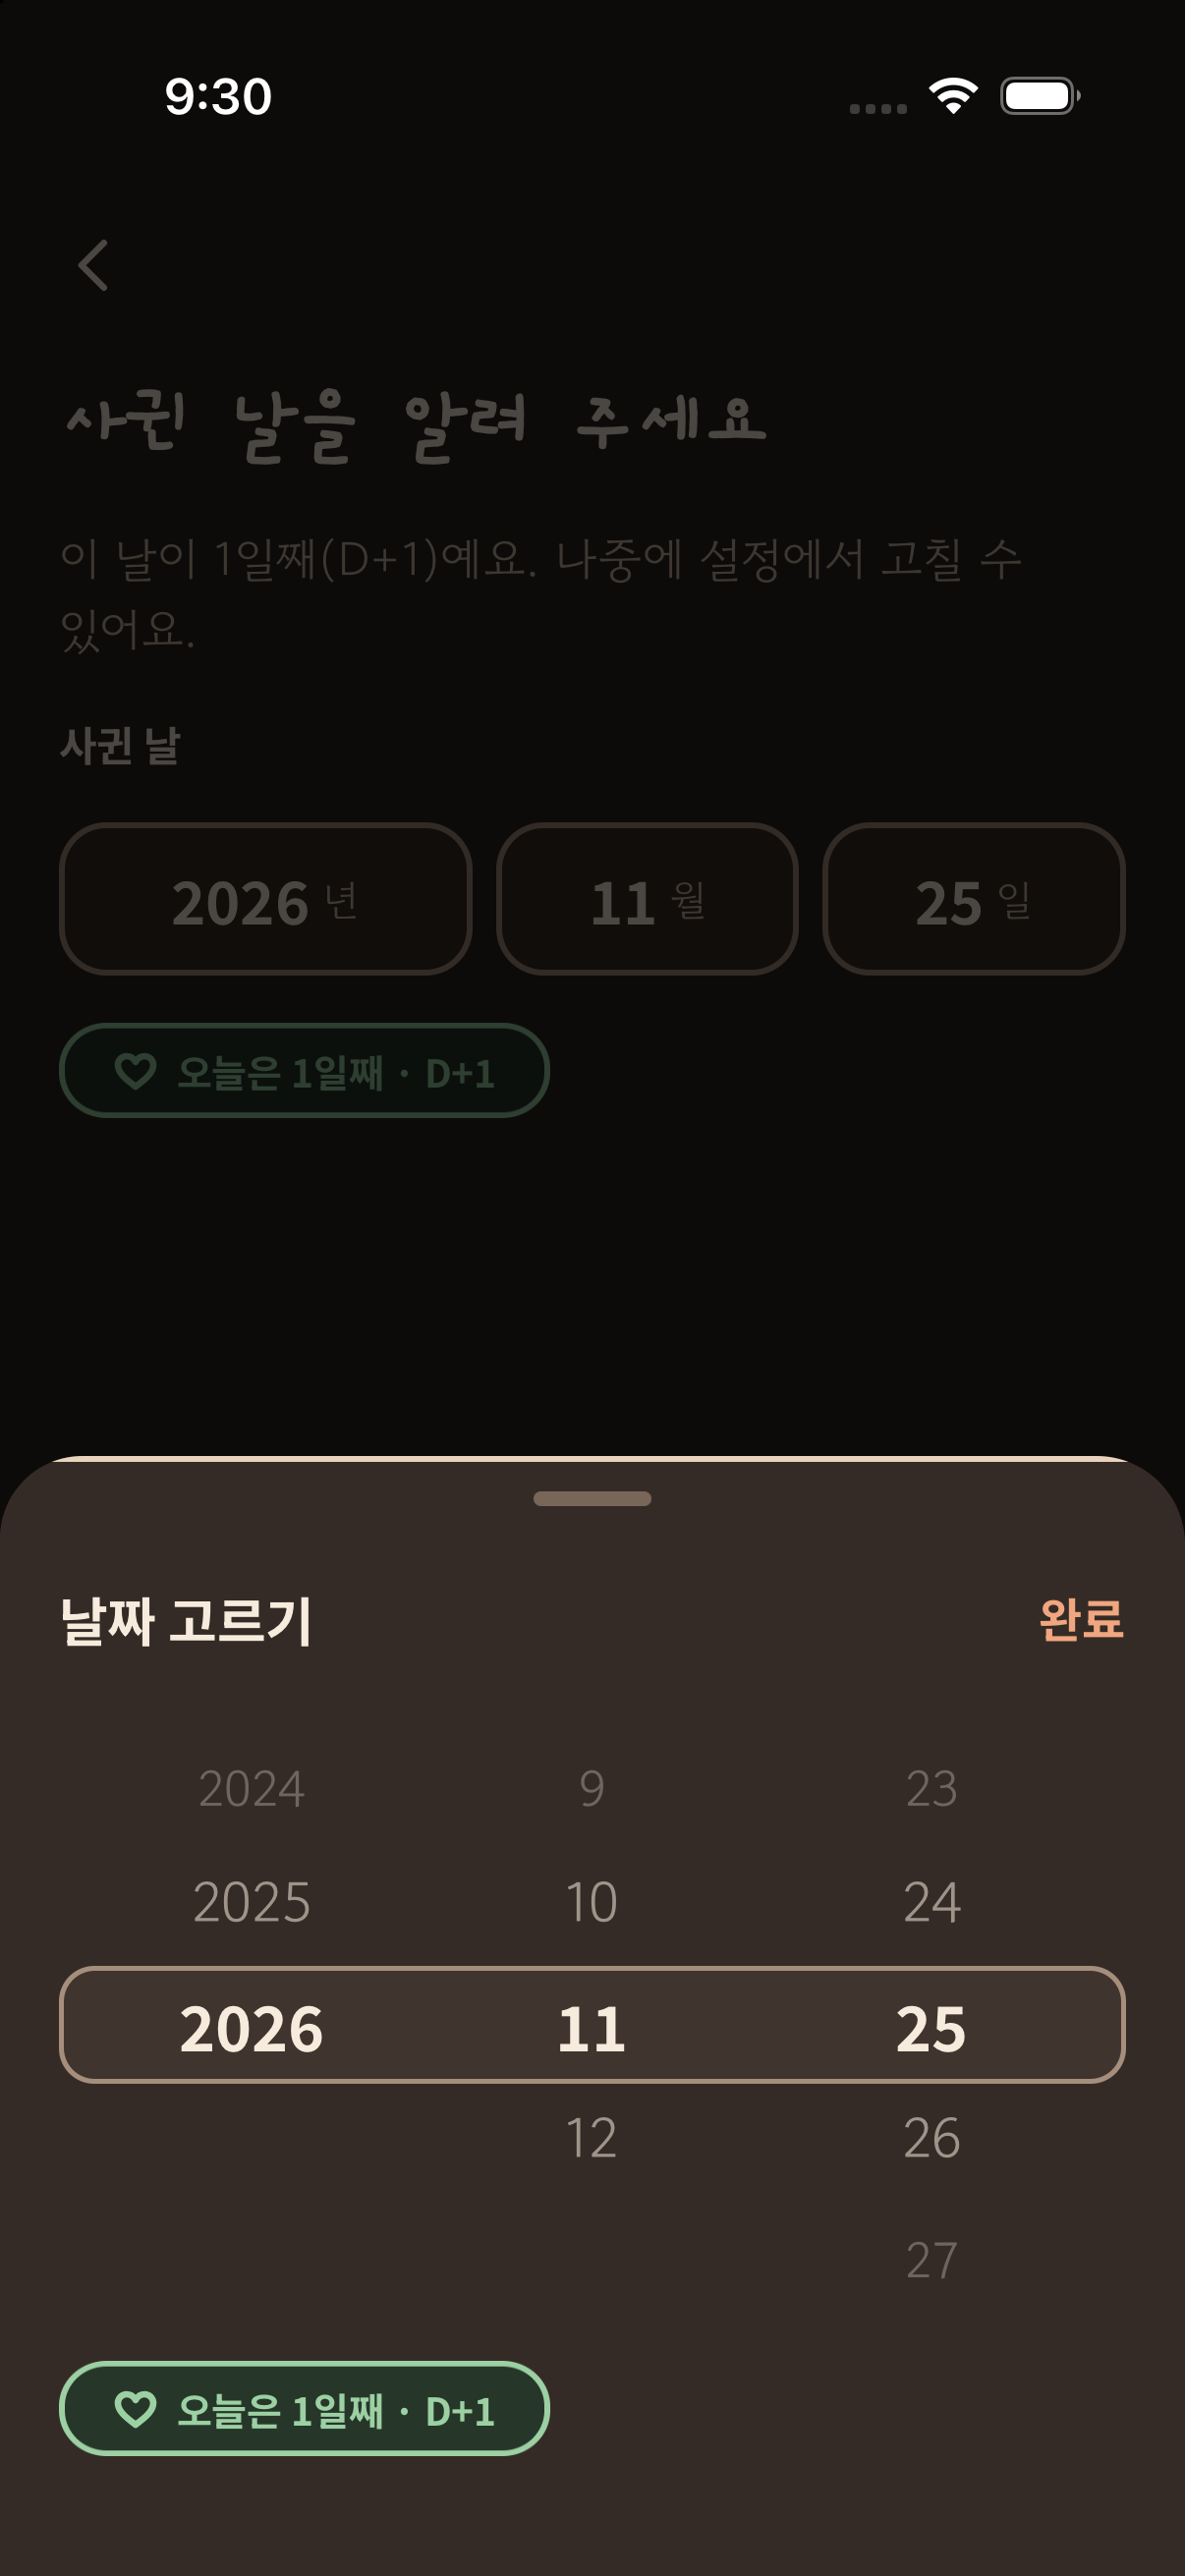 9:30
사귄 날을 알려 주세요
이 날이 1일째(D+1)예요. 나중에 설정에서 고칠 수
있어요.
사귄 날
2026 년 11 월 25 일
오늘은 1일째 · D+1
날짜 고르기 완료
2024 9 23
2025 10 24
2026 11 25
12 26
27
오늘은 1일째 · D+1